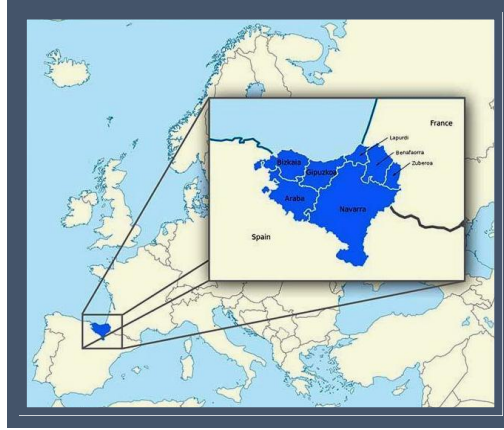 France
Lapurdi
Benafaorra
Zuberoa
Bizkaia
Gipuzkoa
Araba
Navarra
Spain